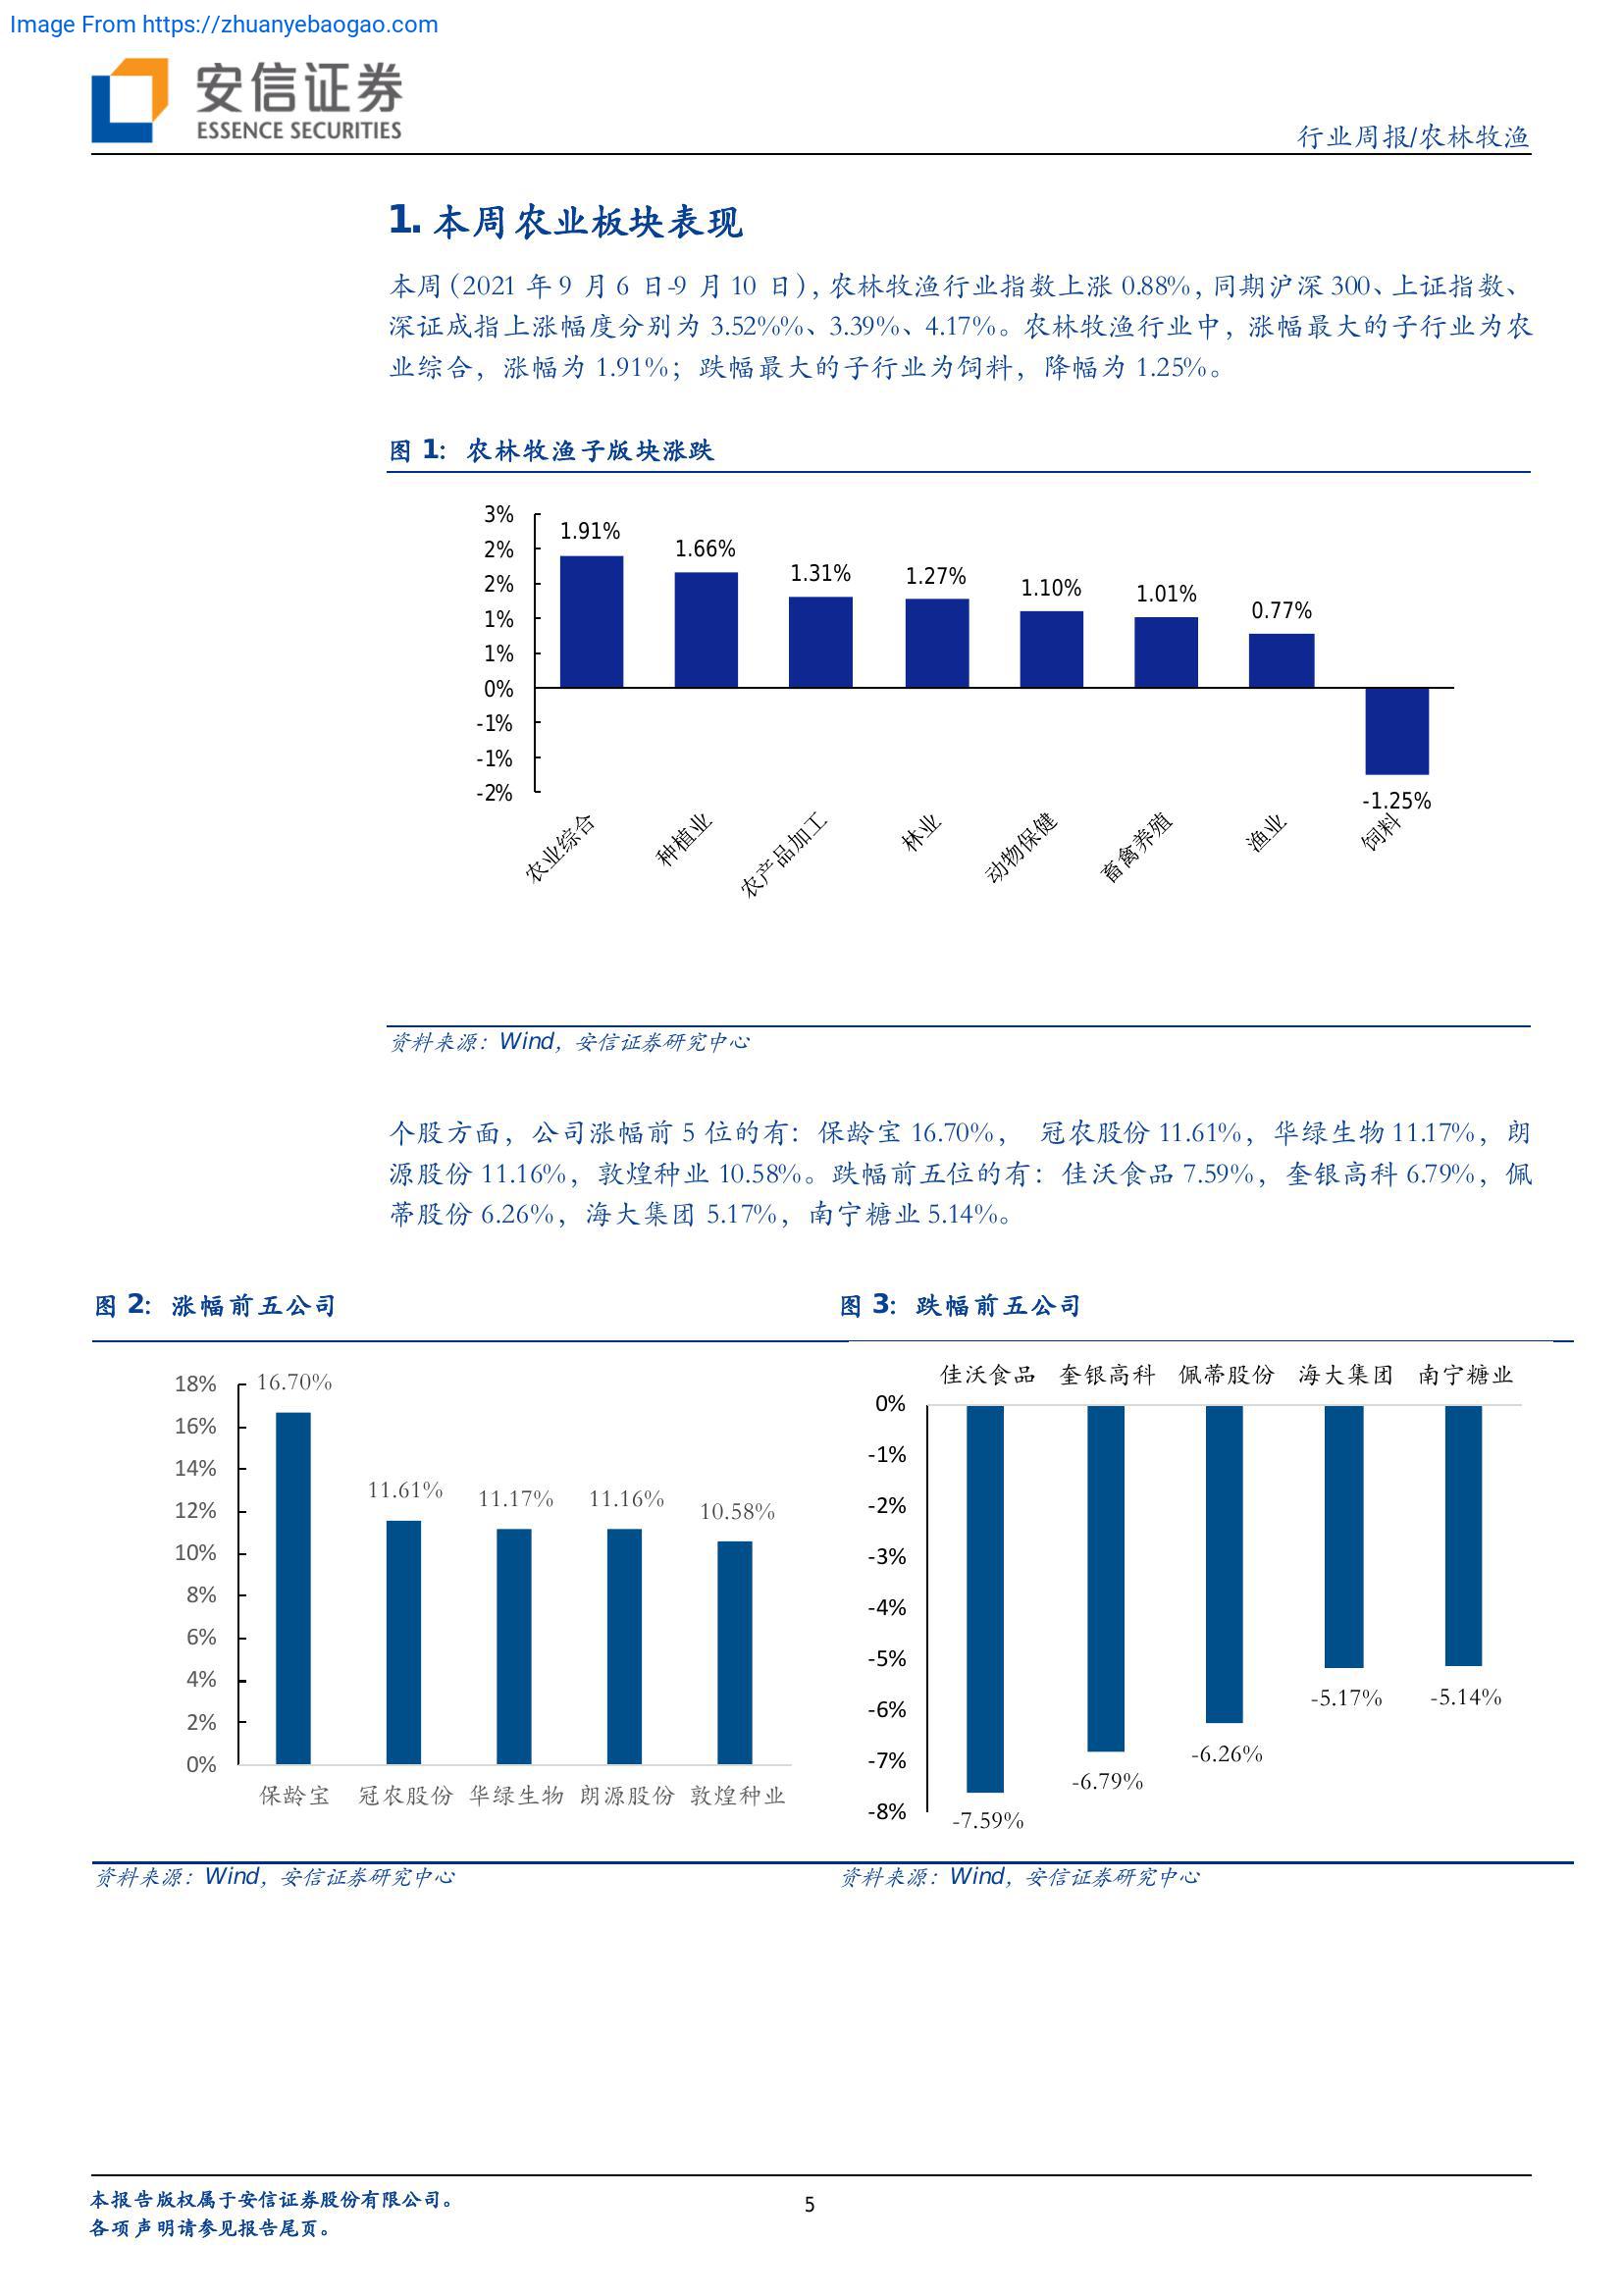 Image From https://zhuanyebaogao.com
安信证券
ESSENCE SECURITIES
行业周报/农林牧渔
1. 本周农业板块表现
本周（2021 年 9 月 6 日-9 月 10 日），农林牧渔行业指数上涨 0.88%，同期沪深 300、上证指数、
深证成指上涨幅度分别为 3.52%%、3.39%、4.17%。农林牧渔行业中，涨幅最大的子行业为农
业综合，涨幅为 1.91%；跌幅最大的子行业为饲料，降幅为 1.25%。
图 1：农林牧渔子版块涨跌
3%
2%
2%
1%
1%
0%
-1%
-1%
-2%
1.91%
1.66%
1.31%
1.27%
1.10%
1.01%
0.77%
-1.25%
农业综合
种植业
农产品加工
林业
动物保健
畜禽养殖
渔业
饲料
资料来源：Wind，安信证券研究中心
个股方面，公司涨幅前 5 位的有：保龄宝 16.70%， 冠农股份 11.61%，华绿生物 11.17%，朗
源股份 11.16%，敦煌种业 10.58%。跌幅前五位的有：佳沃食品 7.59%，奎银高科 6.79%，佩
蒂股份 6.26%，海大集团 5.17%，南宁糖业 5.14%。
图 2：涨幅前五公司
18%
16%
14%
12%
10%
8%
6%
4%
2%
0%
16.70%
11.61%
11.17%
11.16%
10.58%
保龄宝 冠农股份 华绿生物 朗源股份 敦煌种业
资料来源：Wind，安信证券研究中心
图 3：跌幅前五公司
佳沃食品 奎银高科 佩蒂股份 海大集团 南宁糖业
0%
-1%
-2%
-3%
-4%
-5%
-6%
-7%
-8%
-7.59%
-6.79%
-6.26%
-5.17%
-5.14%
资料来源：Wind，安信证券研究中心
本报告版权属于安信证券股份有限公司。
各项声明请参见报告尾页。
5